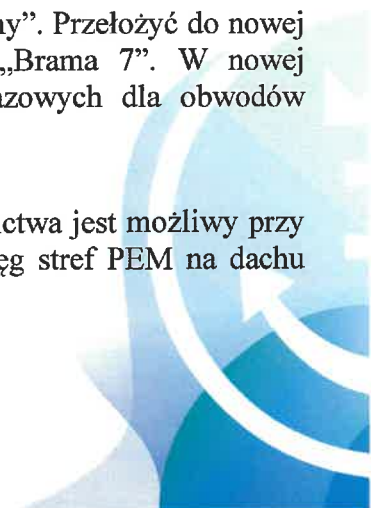 ny”. Przełożyć do nowej
„Brama 7”. W nowej
azowych dla obwodów
ctwa jest możliwy przy
ęg stref PEM na dachu